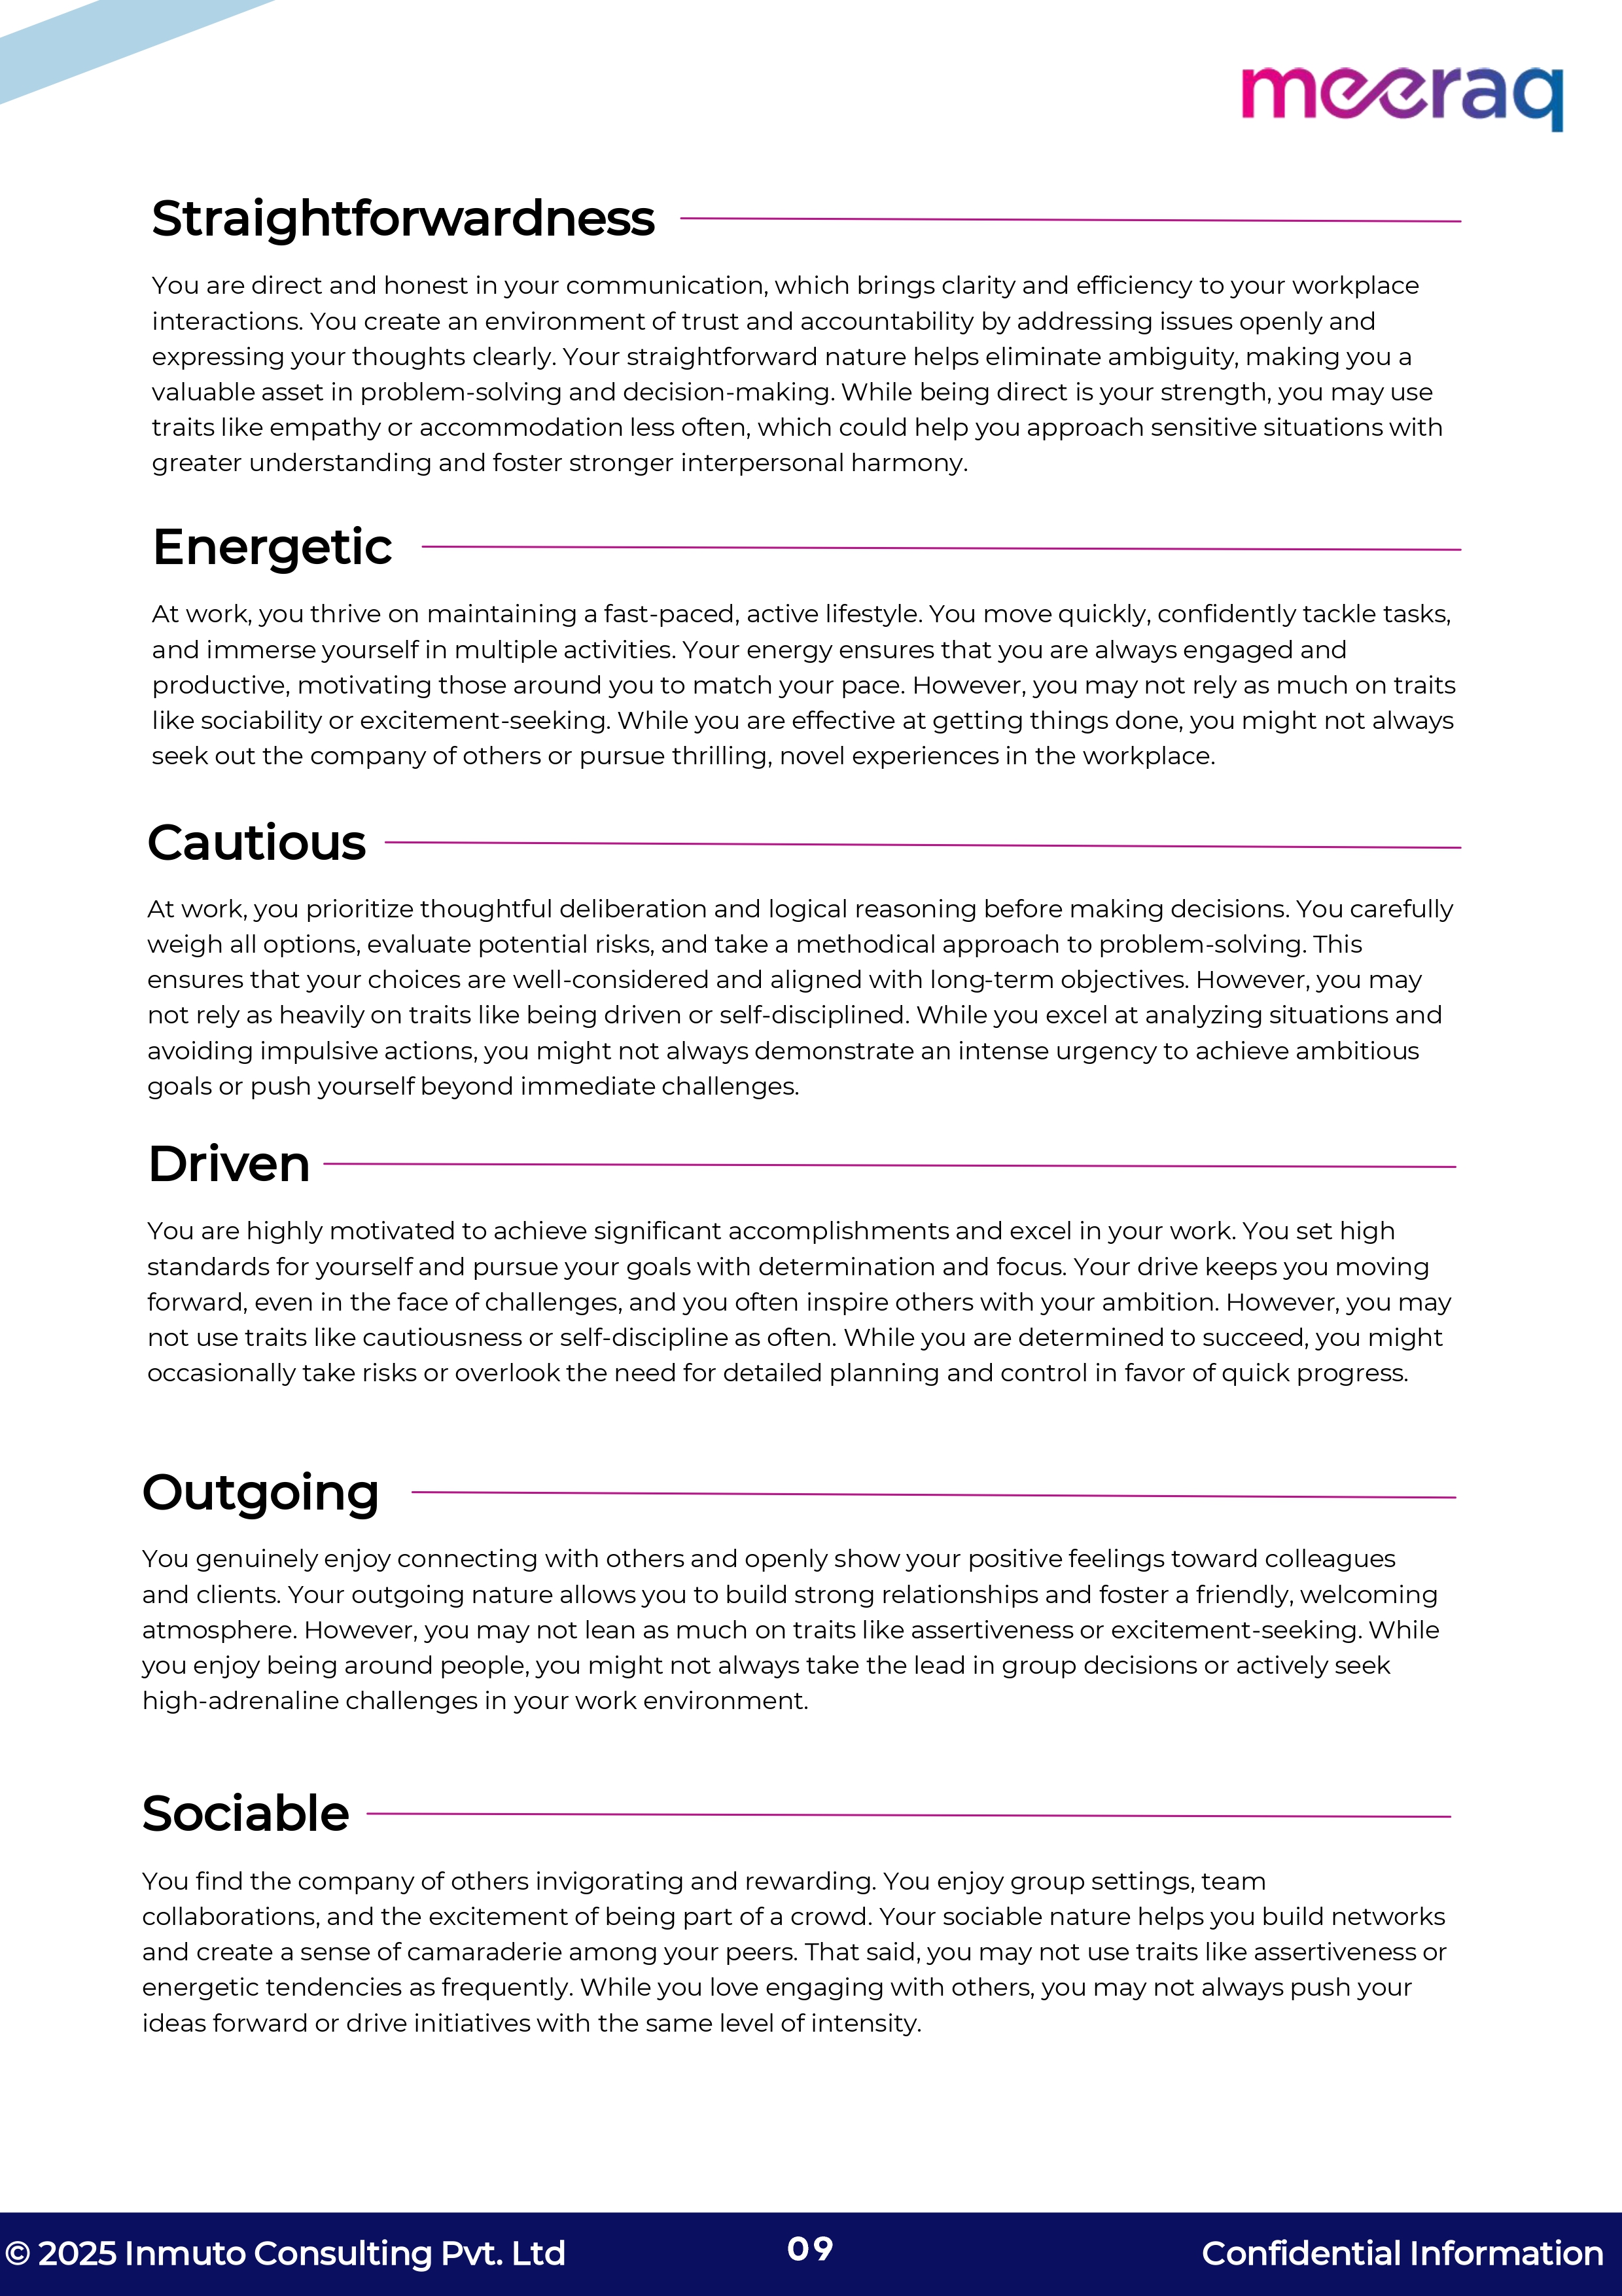 meeraq
Straightforwardness
You are direct and honest in your communication, which brings clarity and efficiency to your workplace
interactions. You create an environment of trust and accountability by addressing issues openly and
expressing your thoughts clearly. Your straightforward nature helps eliminate ambiguity, making you a
valuable asset in problem-solving and decision-making. While being direct is your strength, you may use
traits like empathy or accommodation less often, which could help you approach sensitive situations with
greater understanding and foster stronger interpersonal harmony.
Energetic
At work, you thrive on maintaining a fast-paced, active lifestyle. You move quickly, confidently tackle tasks,
and immerse yourself in multiple activities. Your energy ensures that you are always engaged and
productive, motivating those around you to match your pace. However, you may not rely as much on traits
like sociability or excitement-seeking. While you are effective at getting things done, you might not always
seek out the company of others or pursue thrilling, novel experiences in the workplace.
Cautious
At work, you prioritize thoughtful deliberation and logical reasoning before making decisions. You carefully
weigh all options, evaluate potential risks, and take a methodical approach to problem-solving. This
ensures that your choices are well-considered and aligned with long-term objectives. However, you may
not rely as heavily on traits like being driven or self-disciplined. While you excel at analyzing situations and
avoiding impulsive actions, you might not always demonstrate an intense urgency to achieve ambitious
goals or push yourself beyond immediate challenges.
Driven
You are highly motivated to achieve significant accomplishments and excel in your work. You set high
standards for yourself and pursue your goals with determination and focus. Your drive keeps you moving
forward, even in the face of challenges, and you often inspire others with your ambition. However, you may
not use traits like cautiousness or self-discipline as often. While you are determined to succeed, you might
occasionally take risks or overlook the need for detailed planning and control in favor of quick progress.
Outgoing
You genuinely enjoy connecting with others and openly show your positive feelings toward colleagues
and clients. Your outgoing nature allows you to build strong relationships and foster a friendly, welcoming
atmosphere. However, you may not lean as much on traits like assertiveness or excitement-seeking. While
you enjoy being around people, you might not always take the lead in group decisions or actively seek
high-adrenaline challenges in your work environment.
Sociable
You find the company of others invigorating and rewarding. You enjoy group settings, team
collaborations, and the excitement of being part of a crowd. Your sociable nature helps you build networks
and create a sense of camaraderie among your peers. That said, you may not use traits like assertiveness or
energetic tendencies as frequently. While you love engaging with others, you may not always push your
ideas forward or drive initiatives with the same level of intensity.
© 2025 Inmuto Consulting Pvt. Ltd
09
Confidential Information